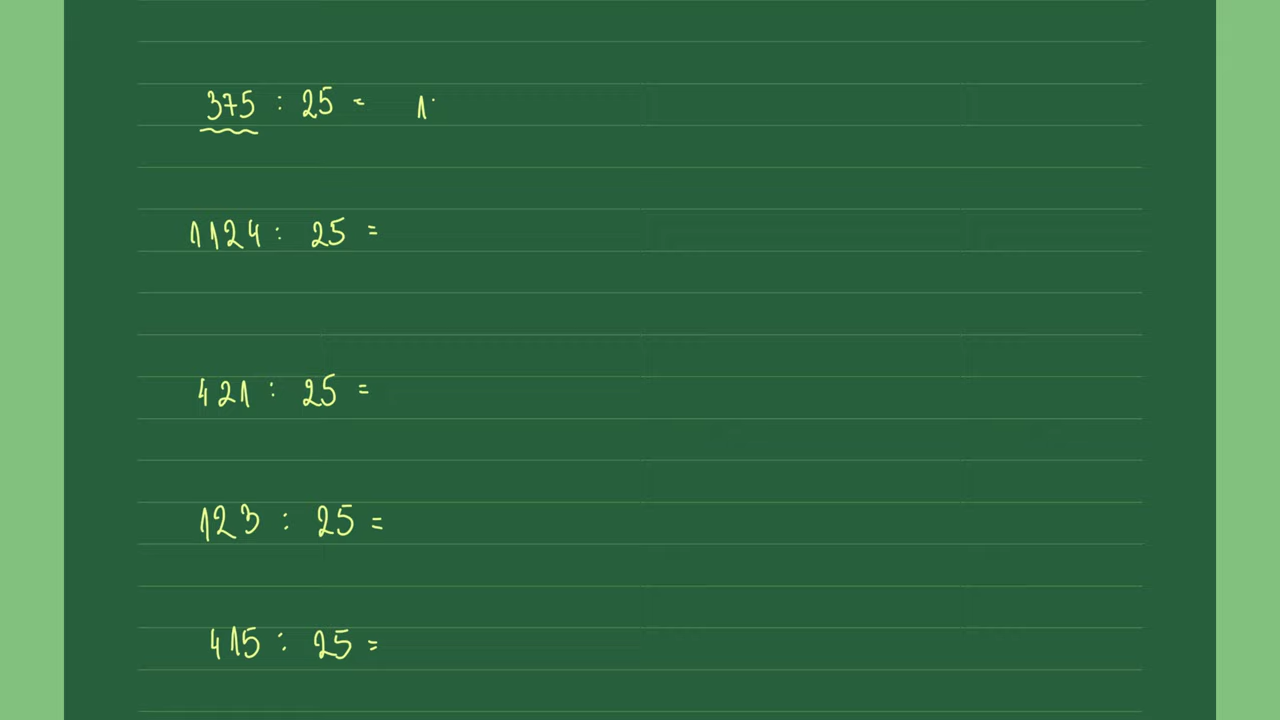 375 : 25 = 1
1124 : 25 =
421 : 25 =
123 : 25 =
415 : 25 =